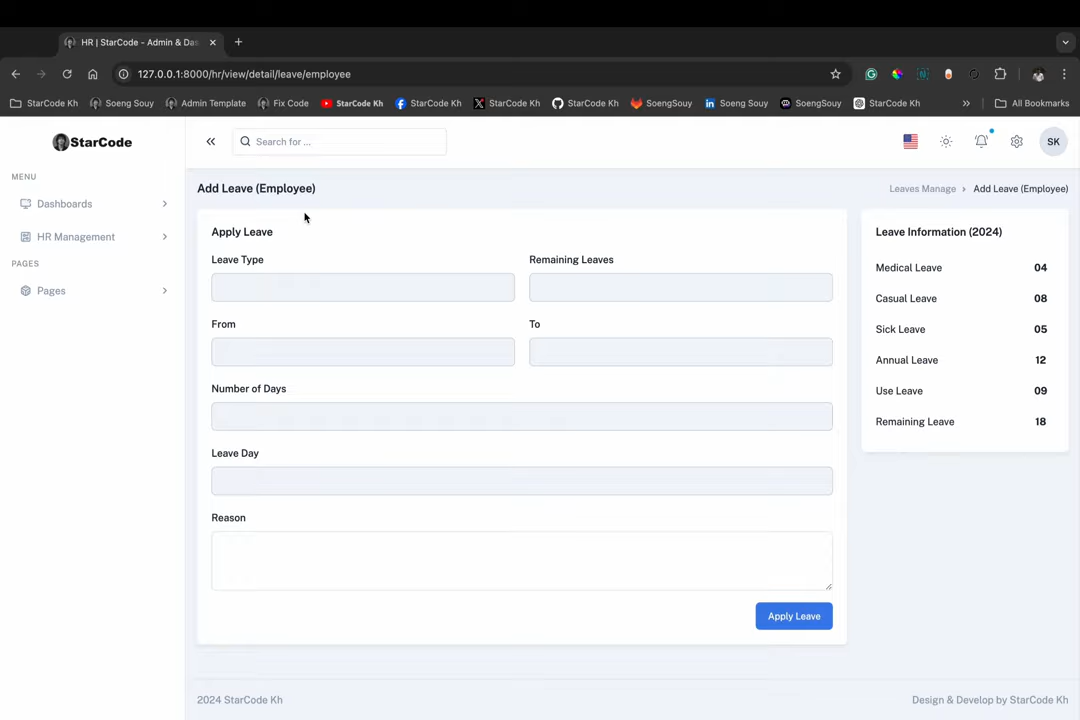 HR | StarCode - Admin & Da
127.0.0.1:8000/hr/view/detail/leave/employee
StarCode Kh
Soeng Souy
Admin Template
Fix Code
StarCode Kh
StarCode Kh
StarCode Kh
StarCode Kh
SoengSouy
Soeng Souy
SoengSouy
StarCode Kh
All Bookmarks
StarCode
Search for ...
SK
MENU
Dashboards
HR Management
PAGES
Pages
Add Leave (Employee)
Leaves Manage
Add Leave (Employee)
Apply Leave
Leave Type
Remaining Leaves
From
To
Number of Days
Leave Day
Reason
Apply Leave
Leave Information (2024)
Medical Leave 04
Casual Leave 08
Sick Leave 05
Annual Leave 12
Use Leave 09
Remaining Leave 18
2024 StarCode Kh
Design & Develop by StarCode Kh